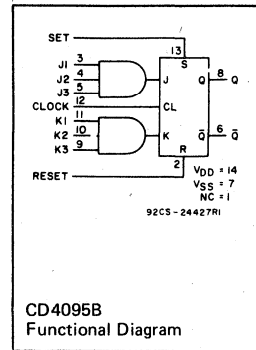 SET
13
S
J1 3
J2 4
J3 5
J
8 Q
Q
CLOCK 12
CL
K1 11
K2 10
K3 9
K
Q̅
6 Q̅
R
2
RESET
VDD = 14
VSS = 7
NC = 1
92CS-24427R1
CD4095B
Functional Diagram